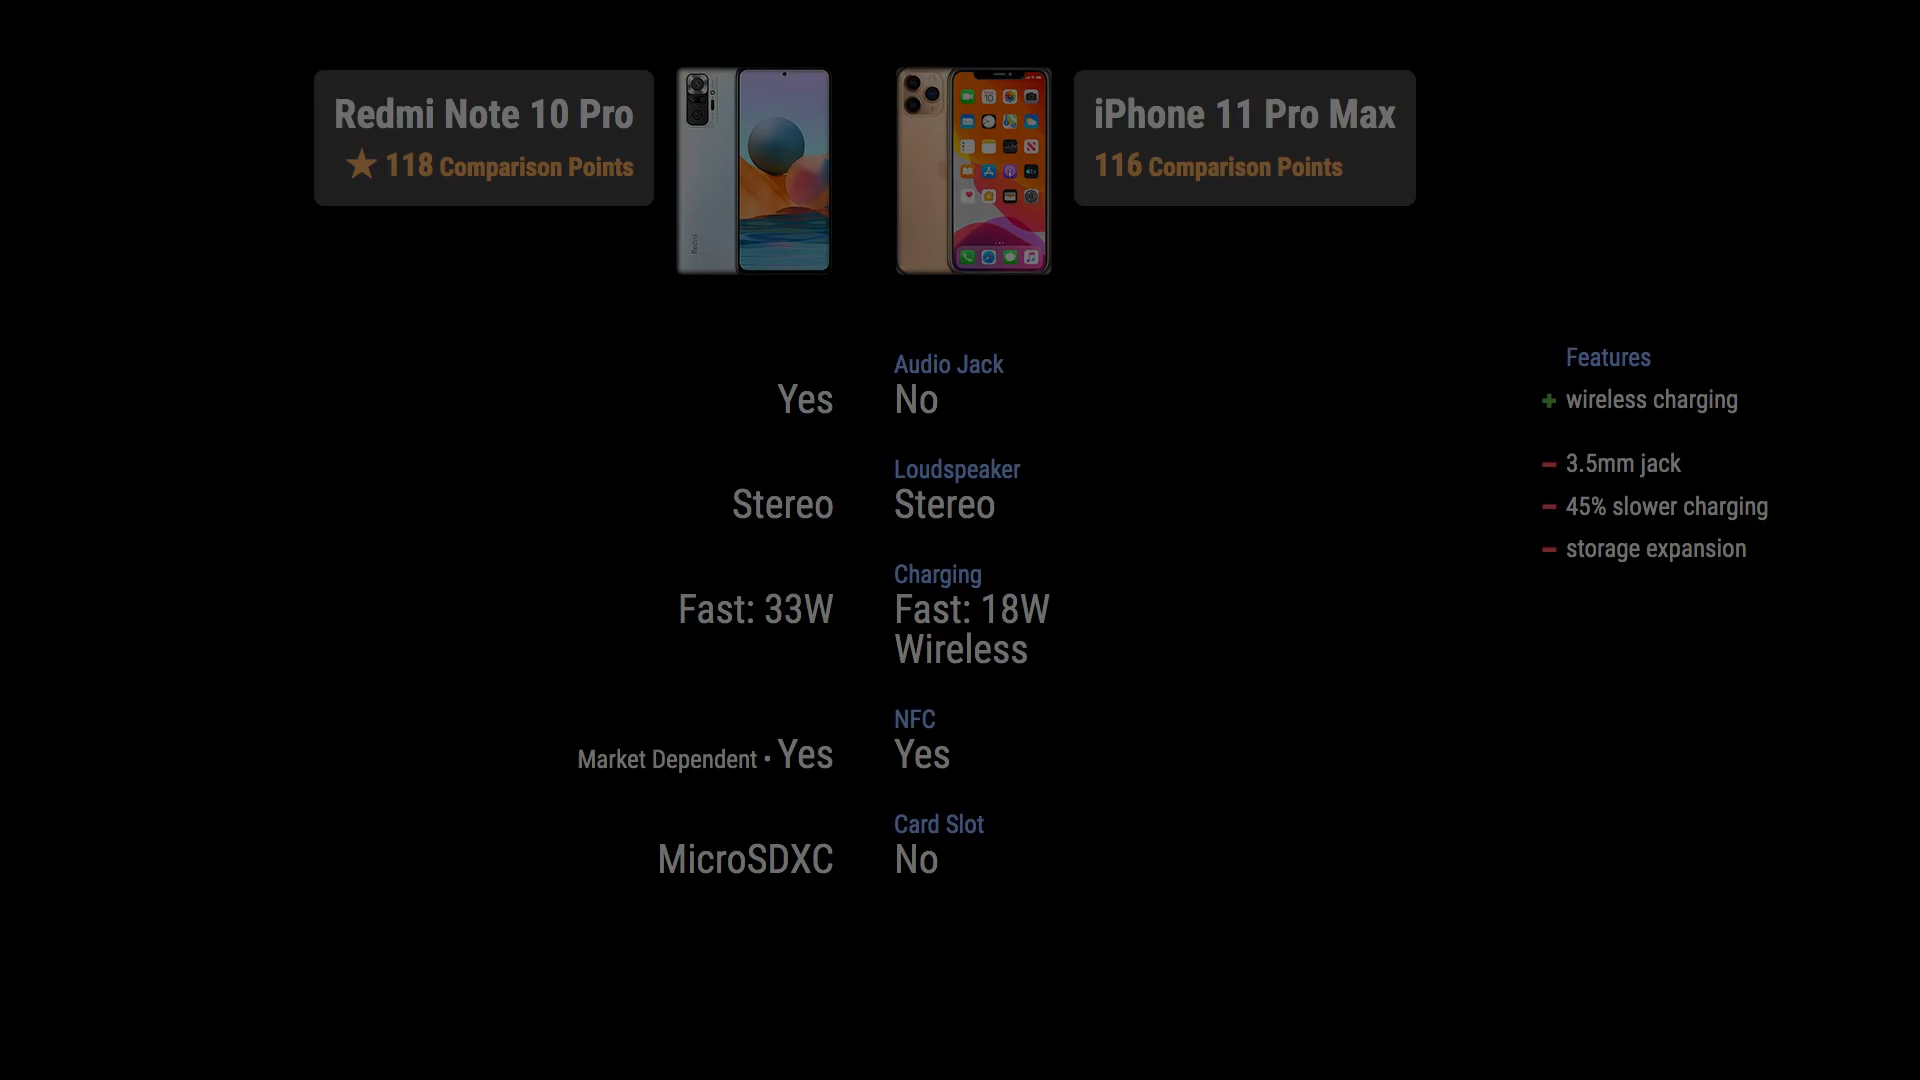 Redmi Note 10 Pro
★ 118 Comparison Points
iPhone 11 Pro Max
116 Comparison Points
Audio Jack
Yes
No
Loudspeaker
Stereo
Stereo
Charging
Fast: 33W
Fast: 18W
Wireless
NFC
Market Dependent • Yes
Yes
Card Slot
MicroSDXC
No
Features
+ wireless charging
− 3.5mm jack
− 45% slower charging
− storage expansion
Redmi